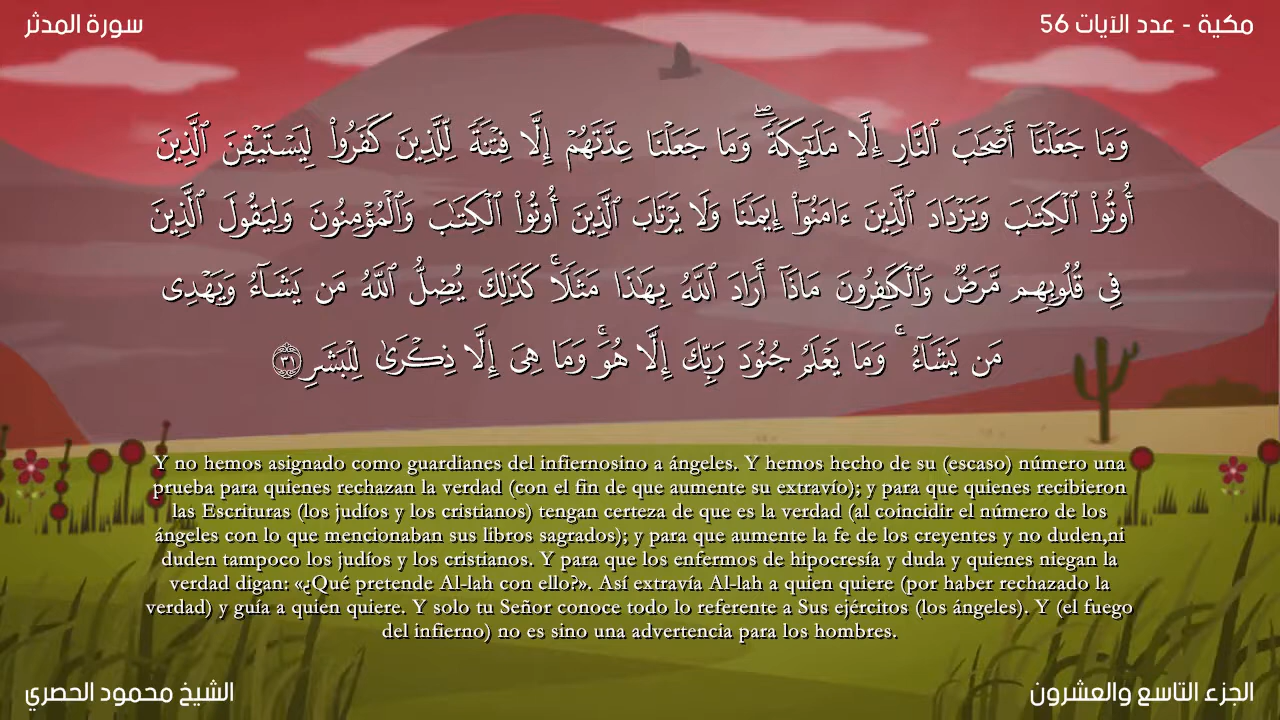 سورة المدثر
مكية - عدد الآيات 56
وَمَا جَعَلْنَآ أَصْحَٰبَ ٱلنَّارِ إِلَّا مَلَٰٓئِكَةً ۙ وَمَا جَعَلْنَا عِدَّتَهُمْ إِلَّا فِتْنَةً لِّلَّذِينَ كَفَرُوا۟ لِيَسْتَيْقِنَ ٱلَّذِينَ
أُوتُوا۟ ٱلْكِتَٰبَ وَيَزْدَادَ ٱلَّذِينَ ءَامَنُوٓا۟ إِيمَٰنًا وَلَا يَرْتَابَ ٱلَّذِينَ أُوتُوا۟ ٱلْكِتَٰبَ وَٱلْمُؤْمِنُونَ وَلِيَقُولَ ٱلَّذِينَ
فِى قُلُوبِهِم مَّرَضٌ وَٱلْكَٰفِرُونَ مَاذَآ أَرَادَ ٱللَّهُ بِهَٰذَا مَثَلًا ۚ كَذَٰلِكَ يُضِلُّ ٱللَّهُ مَن يَشَآءُ وَيَهْدِى
مَن يَشَآءُ ۚ وَمَا يَعْلَمُ جُنُودَ رَبِّكَ إِلَّا هُوَ ۚ وَمَا هِىَ إِلَّا ذِكْرَىٰ لِلْبَشَرِ ٣١
Y no hemos asignado como guardianes del infiernosino a ángeles. Y hemos hecho de su (escaso) número una
prueba para quienes rechazan la verdad (con el fin de que aumente su extravío); y para que quienes recibieron
las Escrituras (los judíos y los cristianos) tengan certeza de que es la verdad (al coincidir el número de los
ángeles con lo que mencionaban sus libros sagrados); y para que aumente la fe de los creyentes y no duden,ni
duden tampoco los judíos y los cristianos. Y para que los enfermos de hipocresía y duda y quienes niegan la
verdad digan: «¿Qué pretende Al-lah con ello?». Así extravía Al-lah a quien quiere (por haber rechazado la
verdad) y guía a quien quiere. Y solo tu Señor conoce todo lo referente a Sus ejércitos (los ángeles). Y (el fuego
del infierno) no es sino una advertencia para los hombres.
الشيخ محمود الحصري
الجزء التاسع والعشرون